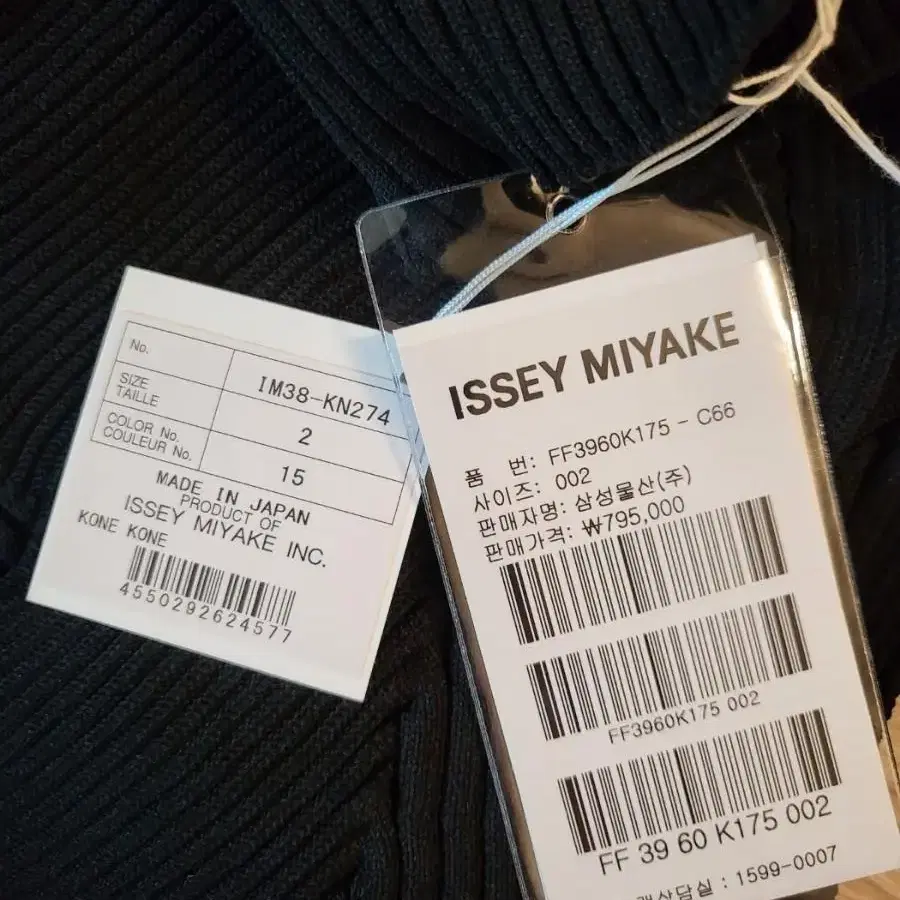 No.
IM38-KN274
SIZE
TAILLE
2
COLOR No.
COULEUR No.
15
MADE IN JAPAN
PRODUCT OF
ISSEY MIYAKE INC.
KONE KONE
4550292624577
ISSEY MIYAKE
품 번: FF3960K175 - C66
사이즈: 002
판매자명: 삼성물산(주)
판매가격: ₩795,000
FF3960K175 002
FF 39 60 K175 002
: 1599-0007